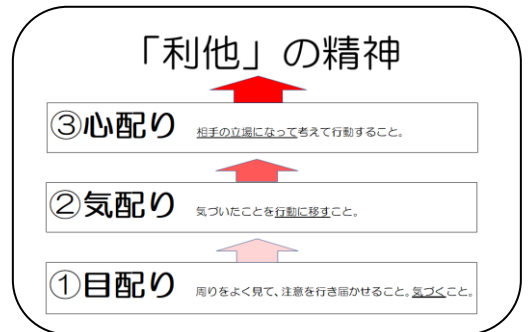 「利他」の精神
③心配り 相手の立場になって考えて行動すること。
②気配り 気づいたことを行動に移すこと。
①目配り 周りをよく見て、注意を行き届かせること。気づくこと。